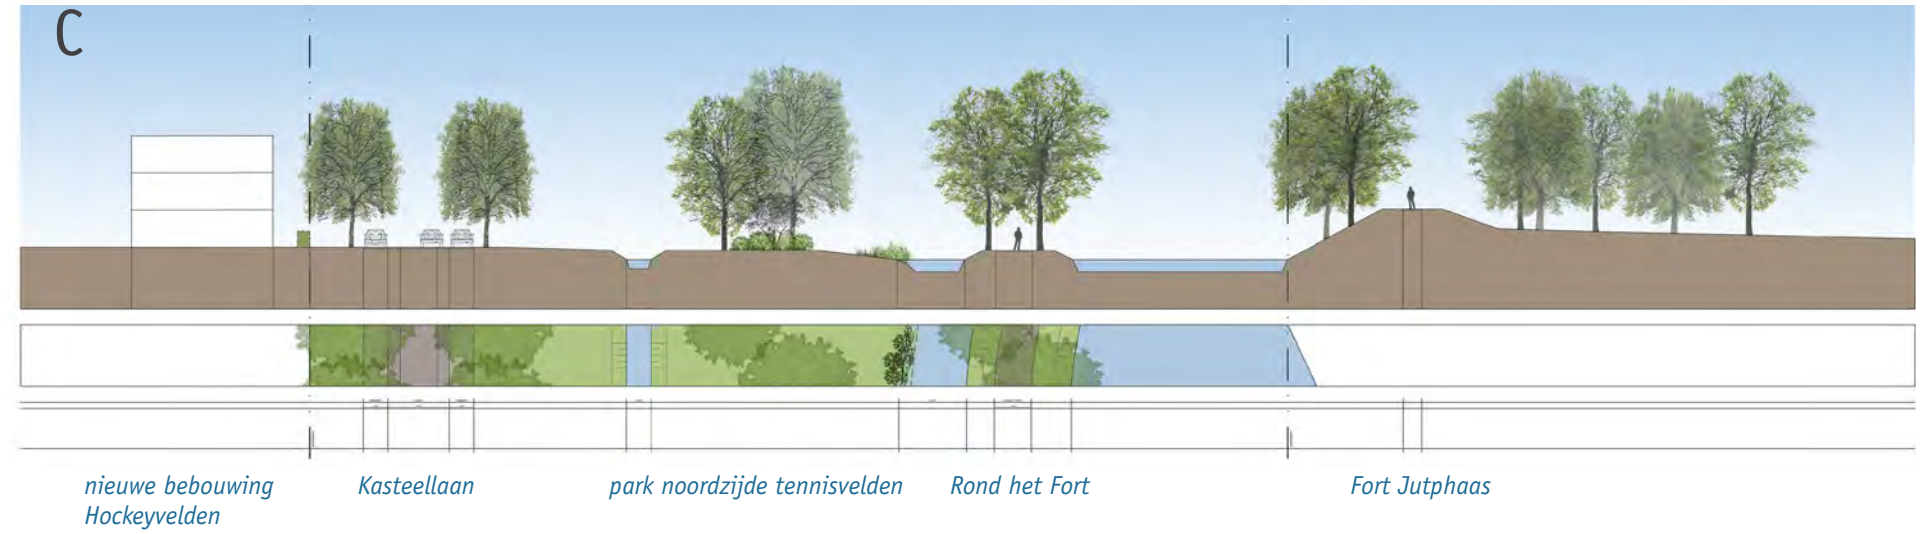 C
nieuwe bebouwing
Hockeyvelden
Kasteellaan
park noordzijde tennisvelden
Rond het Fort
Fort Jutphaas